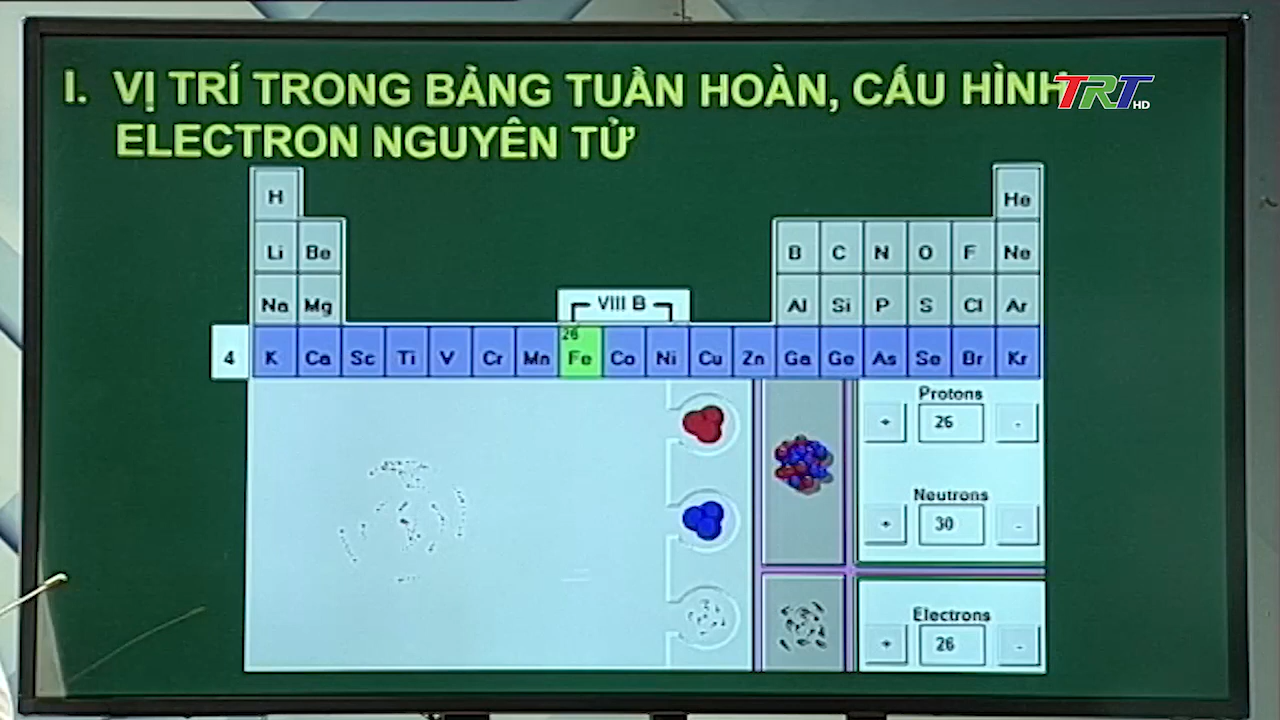 I. VỊ TRÍ TRONG BẢNG TUẦN HOÀN, CẤU HÌNH
ELECTRON NGUYÊN TỬ
TRT HD
H He
Li Be B C N O F Ne
Na Mg Al Si P S Cl Ar
VIII B
26
4 K Ca Sc Ti V Cr Mn Fe Co Ni Cu Zn Ga Ge As Se Br Kr
Protons
+ 26 -
Neutrons
+ 30 -
Electrons
+ 26 -